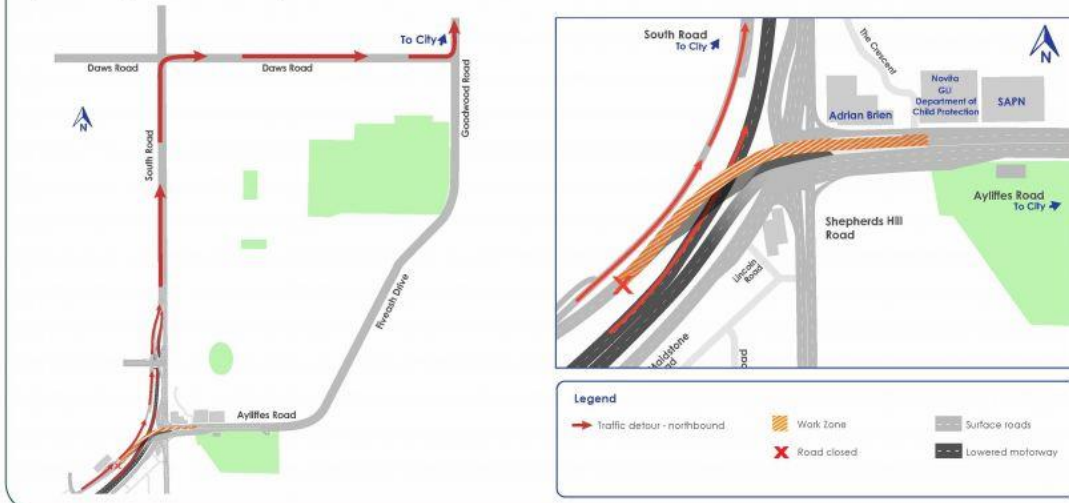 To City
Daws Road
Daws Road
Goodwood Road
N
South Road
Fiveash Drive
Ayliffes Road
South Road
To City
The Crescent
N
Adrian Brien
Novita
GLI
Department of
Child Protection
SAPN
Ayliffes Road
To City
Shepherds Hill
Road
Lincoln
Road
Maidstone
Road
oad
Legend
Traffic detour - northbound
Work Zone
Surface roads
Road closed
Lowered motorway